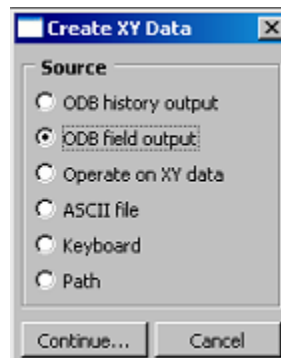 Create XY Data
Source
ODB history output
ODB field output
Operate on XY data
ASCII file
Keyboard
Path
Continue... Cancel